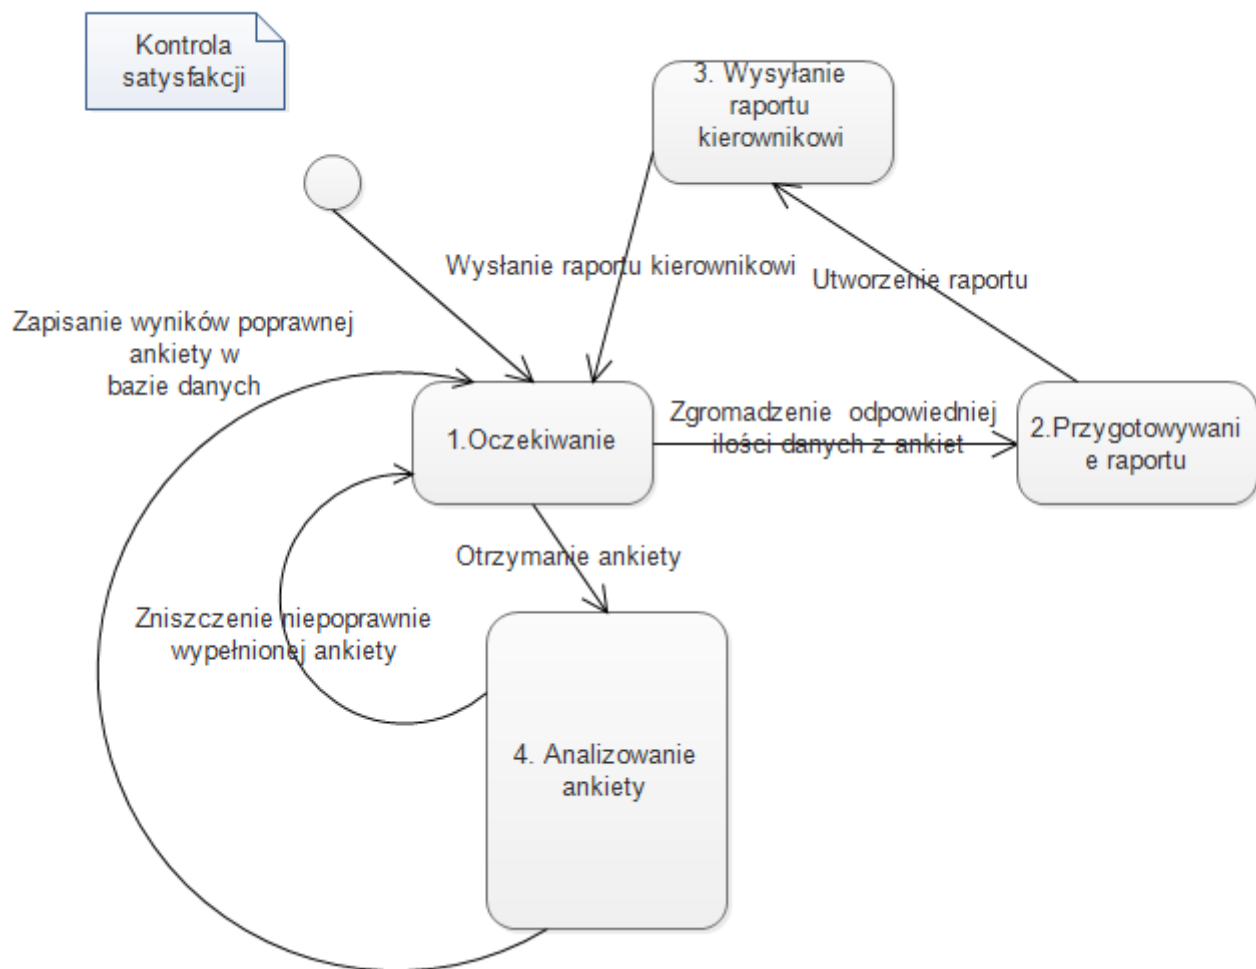 Kontrola
satysfakcji
3. Wysyłanie
raportu
kierownikowi
Wysłanie raportu kierownikowi
Utworzenie raportu
Zapisanie wyników poprawnej
ankiety w
bazie danych
1.Oczekiwanie
Zgromadzenie odpowiedniej
ilości danych z ankiet
2.Przygotowywani
e raportu
Otrzymanie ankiety
Zniszczenie niepoprawnie
wypełnionej ankiety
4. Analizowanie
ankiety